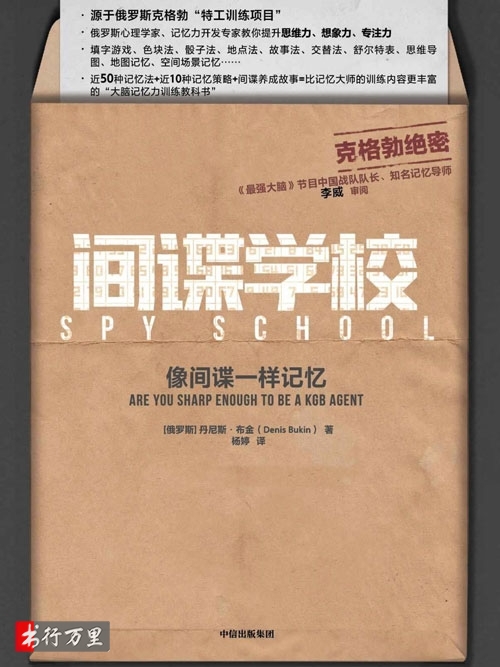 · 源于俄罗斯克格勃“特工训练项目”
· 俄罗斯心理学家、记忆力开发专家教你提升思维力、想象力、专注力
· 填字游戏、色块法、骰子法、地点法、故事法、交替法、舒尔特表、思维导
图、地图记忆、空间场景记忆……
· 近50种记忆法+近10种记忆策略+间谍养成故事=比记忆大师的训练内容更丰富
的“大脑记忆力训练教科书”
克格勃绝密
《最强大脑》节目中国战队队长、知名记忆导师
李威 审阅
间谍学校
SPY SCHOOL
像间谍一样记忆
ARE YOU SHARP ENOUGH TO BE A KGB AGENT
[俄罗斯] 丹尼斯·布金（Denis Bukin） 著
杨婷 译
书行万里
中信出版集团